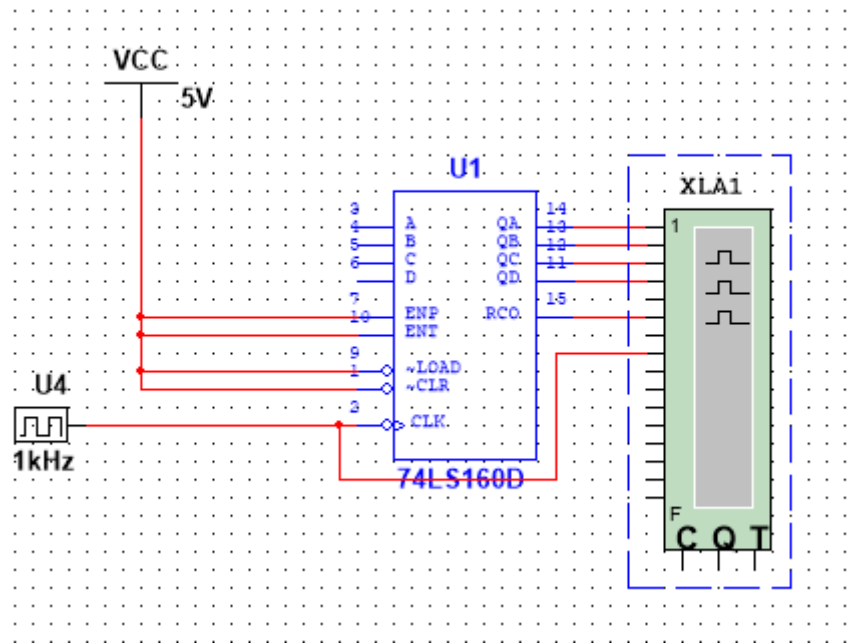 VCC
5V
U1
3
4
5
6
7
10
9
1
2
A
B
C
D
ENP
ENT
~LOAD
~CLR
CLK
QA
QB
QC
QD
RCO
14
13
12
11
15
74LS160D
U4
1kHz
XLA1
1
F
C Q T